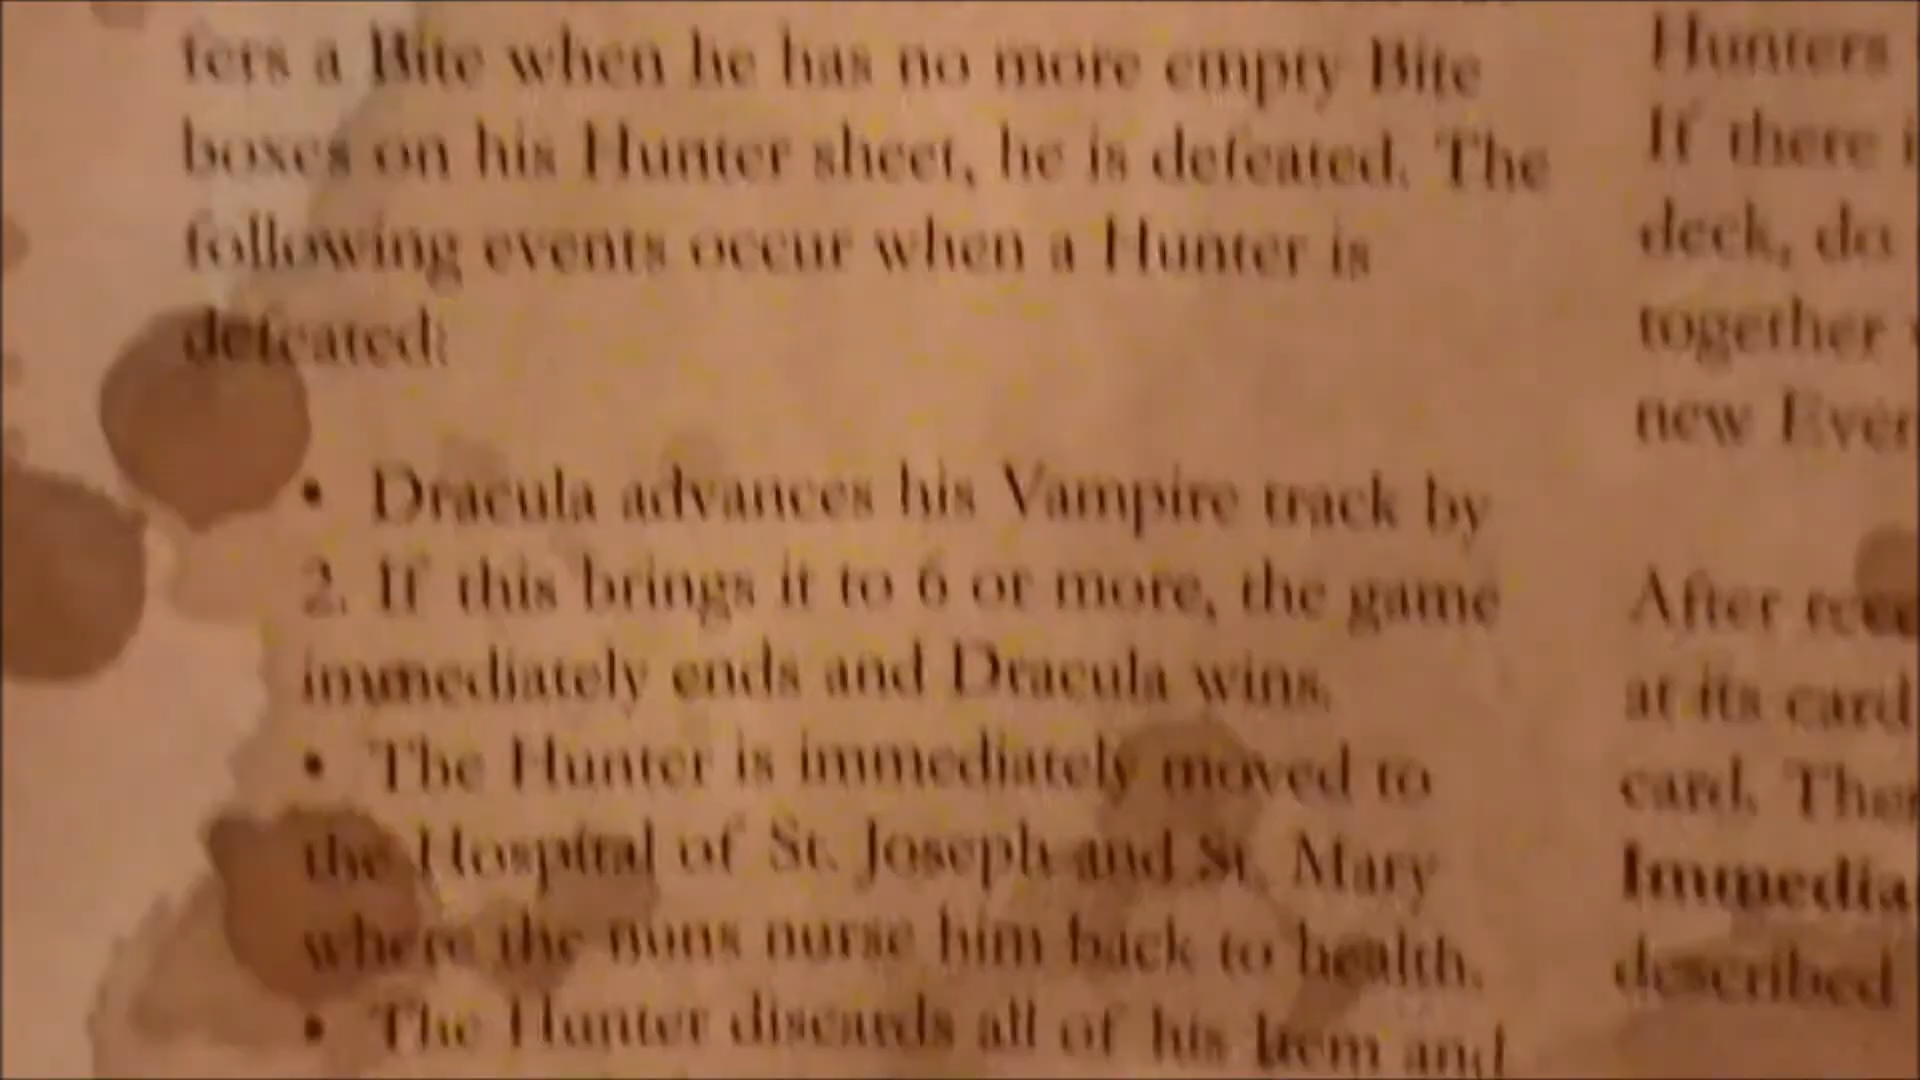 fers a Bite when he has no more empty Bite
boxes on his Hunter sheet, he is defeated. The
following events occur when a Hunter is
defeated:
• Dracula advances his Vampire track by
2. If this brings it to 6 or more, the game
immediately ends and Dracula wins.
• The Hunter is immediately moved to
the Hospital of St. Joseph and St. Mary
where the nuns nurse him back to health.
• The Hunter discards all of his Item and
Hunters
If there
deck, do
together
new Even
After rece
at its card
card. Then
Immedia
described